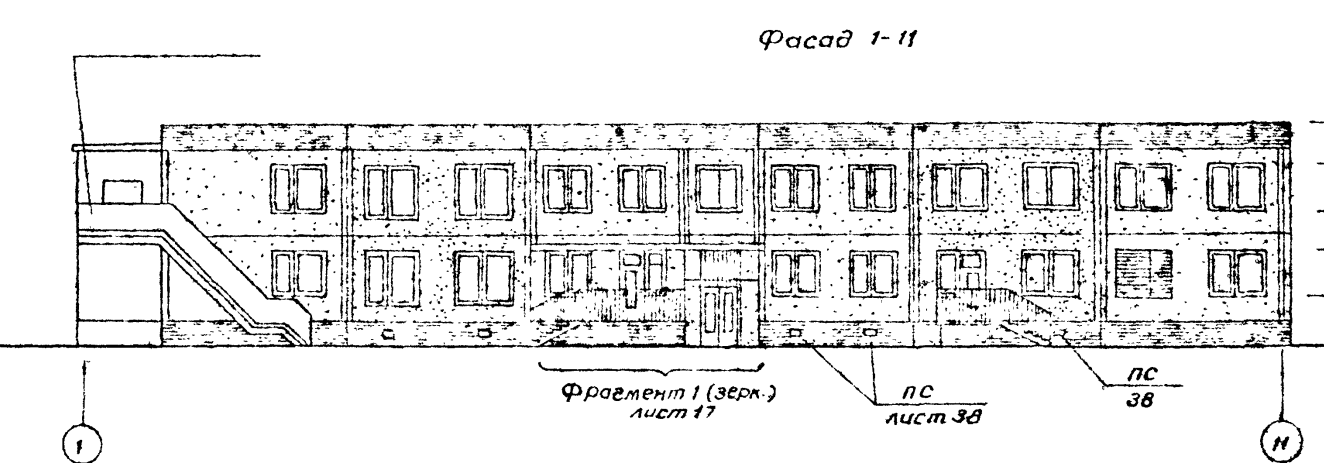 Фасад 1-11
Фрагмент 1 (зерк.)
лист 17
ПС
лист 38
ПС
38
1
11